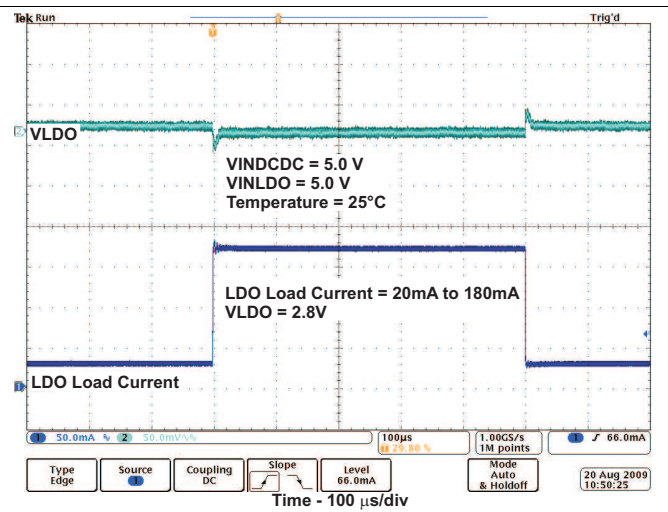 Tek Run Trig'd
VLDO
VINDCDC = 5.0 V
VINLDO = 5.0 V
Temperature = 25°C
LDO Load Current = 20mA to 180mA
VLDO = 2.8V
LDO Load Current
1 50.0mA 2 50.0mV 100µs 1.00GS/s 1 66.0mA
29.80 % 1M points
Type Source Coupling Slope Level Mode
Edge 1 DC 66.0mA Auto
& Holdoff
20 Aug 2009
10:50:25
Time - 100 µs/div